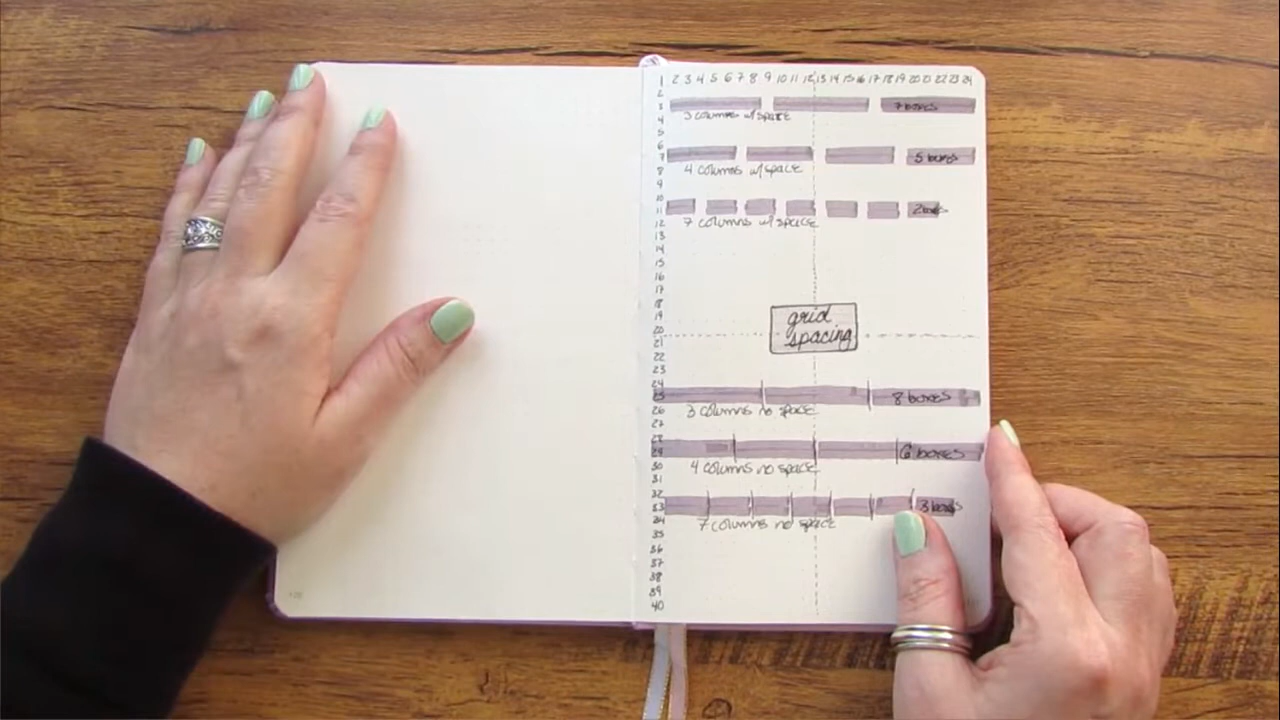 1 2 3 4 5 6 7 8 9 10 11 12 13 14 15 16 17 18 19 20 21 22 23 24
2
3 7 boxes
4 3 columns w/space
5
6
7 5 boxes
8 4 columns w/space
9
10
11 2 boxes
12 7 columns w/space
13
14
15
16
17
18
19 grid
20 spacing
21
22
23
24
25 8 boxes
26 3 columns no space
27
28
29 6 boxes
30 4 columns no space
31
32
33 3 boxes
34 7 columns no space
35
36
37
38
39
40